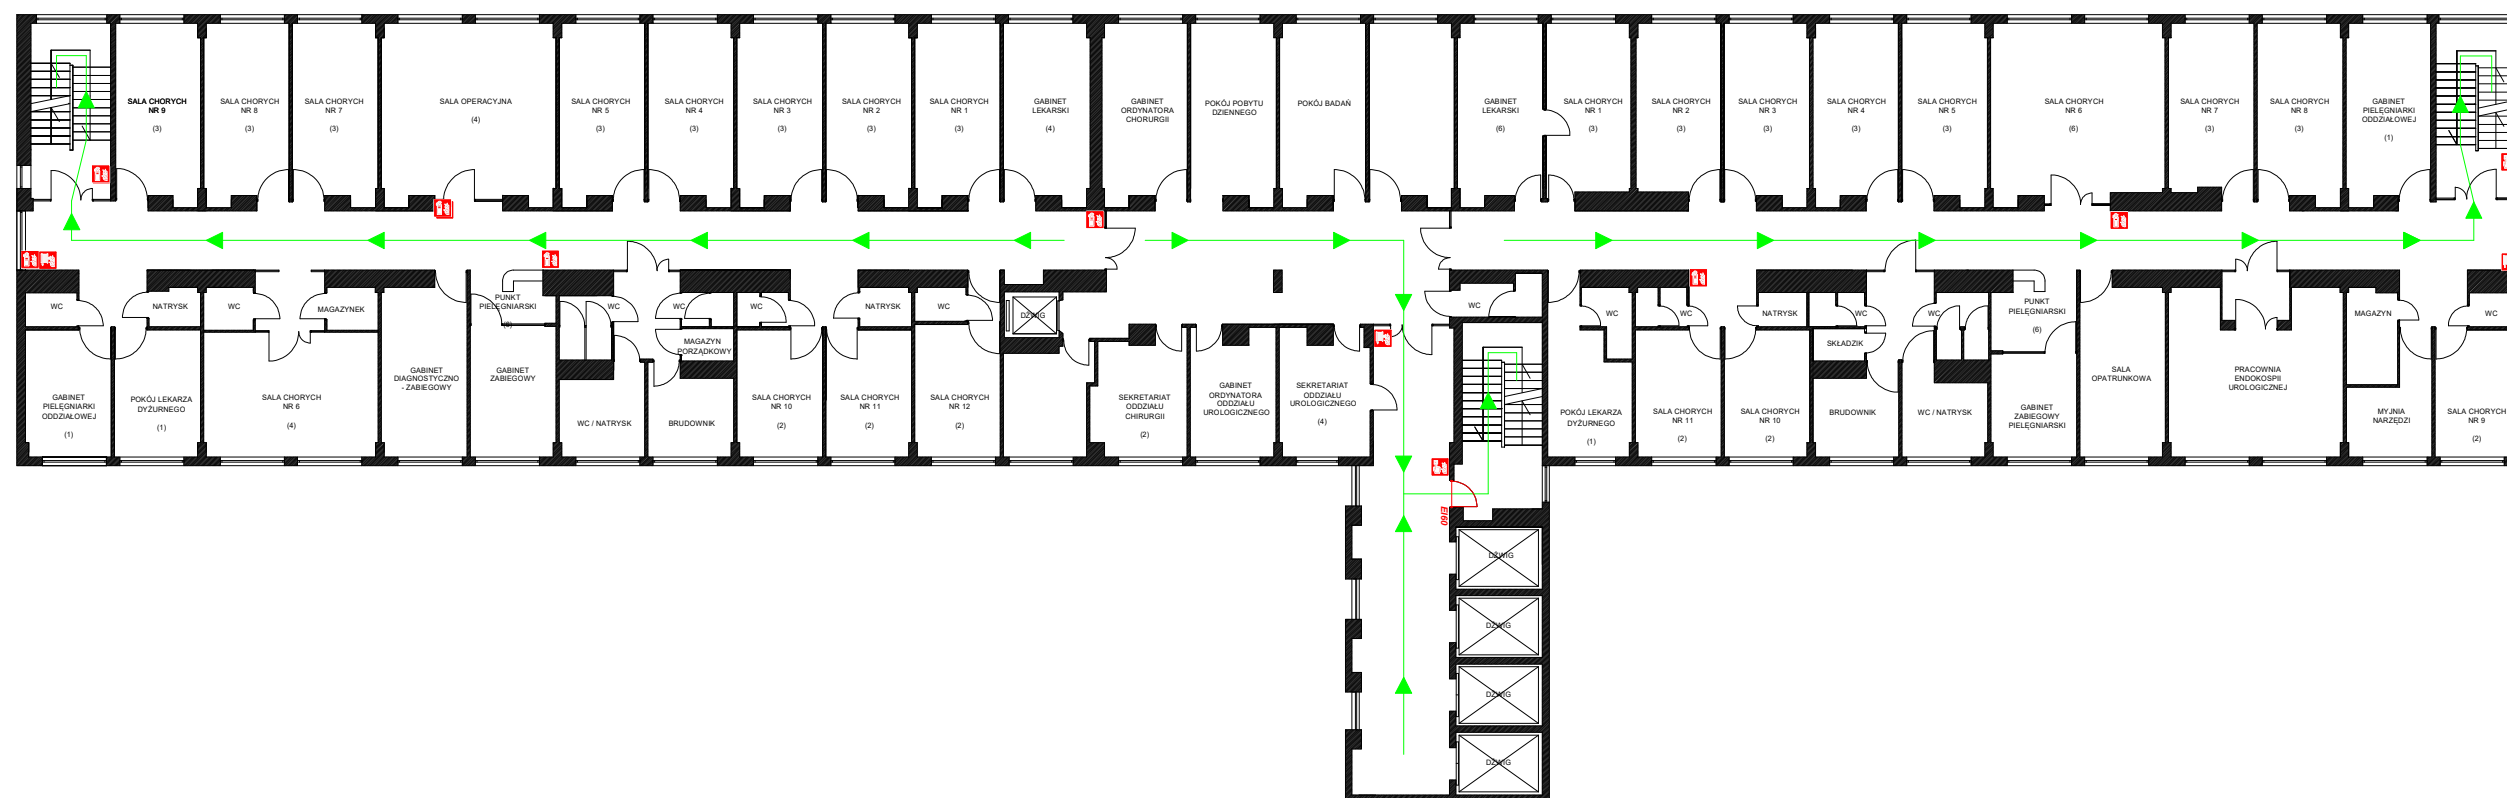 SALA CHORYCH
NR 9
(3)
SALA CHORYCH
NR 8
(3)
SALA CHORYCH
NR 7
(3)
SALA OPERACYJNA
(4)
SALA CHORYCH
NR 5
(3)
SALA CHORYCH
NR 4
(3)
SALA CHORYCH
NR 3
(3)
SALA CHORYCH
NR 2
(3)
SALA CHORYCH
NR 1
(3)
GABINET
LEKARSKI
(4)
GABINET
ORDYNATORA
CHORURGII
POKÓJ POBYTU
DZIENNEGO
POKÓJ BADAŃ
GABINET
LEKARSKI
(6)
SALA CHORYCH
NR 1
(3)
SALA CHORYCH
NR 2
(3)
SALA CHORYCH
NR 3
(3)
SALA CHORYCH
NR 4
(3)
SALA CHORYCH
NR 5
(3)
SALA CHORYCH
NR 6
(6)
SALA CHORYCH
NR 7
(3)
SALA CHORYCH
NR 8
(3)
GABINET
PIELĘGNIARKI
ODDZIAŁOWEJ
(1)
WC
NATRYSK
WC
MAGAZYNEK
PUNKT
PIELĘGNIARSKI
(6)
WC
WC
MAGAZYN
PORZĄDKOWY
WC
NATRYSK
WC
DŹWIG
WC
WC
WC
NATRYSK
WC
SKŁADZIK
WC
PUNKT
PIELĘGNIARSKI
(6)
MAGAZYN
WC
GABINET
PIELĘGNIARKI
ODDZIAŁOWEJ
(1)
POKÓJ LEKARZA
DYŻURNEGO
(1)
SALA CHORYCH
NR 6
(4)
GABINET
DIAGNOSTYCZNO
- ZABIEGOWY
GABINET
ZABIEGOWY
WC / NATRYSK
BRUDOWNIK
SALA CHORYCH
NR 10
(2)
SALA CHORYCH
NR 11
(2)
SALA CHORYCH
NR 12
(2)
SEKRETARIAT
ODDZIAŁU
CHIRURGII
(2)
GABINET
ORDYNATORA
ODDZIAŁU
UROLOGICZNEGO
SEKRETARIAT
ODDZIAŁU
UROLOGICZNEGO
(4)
POKÓJ LEKARZA
DYŻURNEGO
(1)
SALA CHORYCH
NR 11
(2)
SALA CHORYCH
NR 10
(2)
BRUDOWNIK
WC / NATRYSK
GABINET
ZABIEGOWY
PIELĘGNIARSKI
SALA
OPATRUNKOWA
PRACOWNIA
ENDOKOSPII
UROLOGICZNEJ
MYJNIA
NARZĘDZI
SALA CHORYCH
NR 9
(2)
EI60
DŹWIG
DŹWIG
DŹWIG
DŹWIG